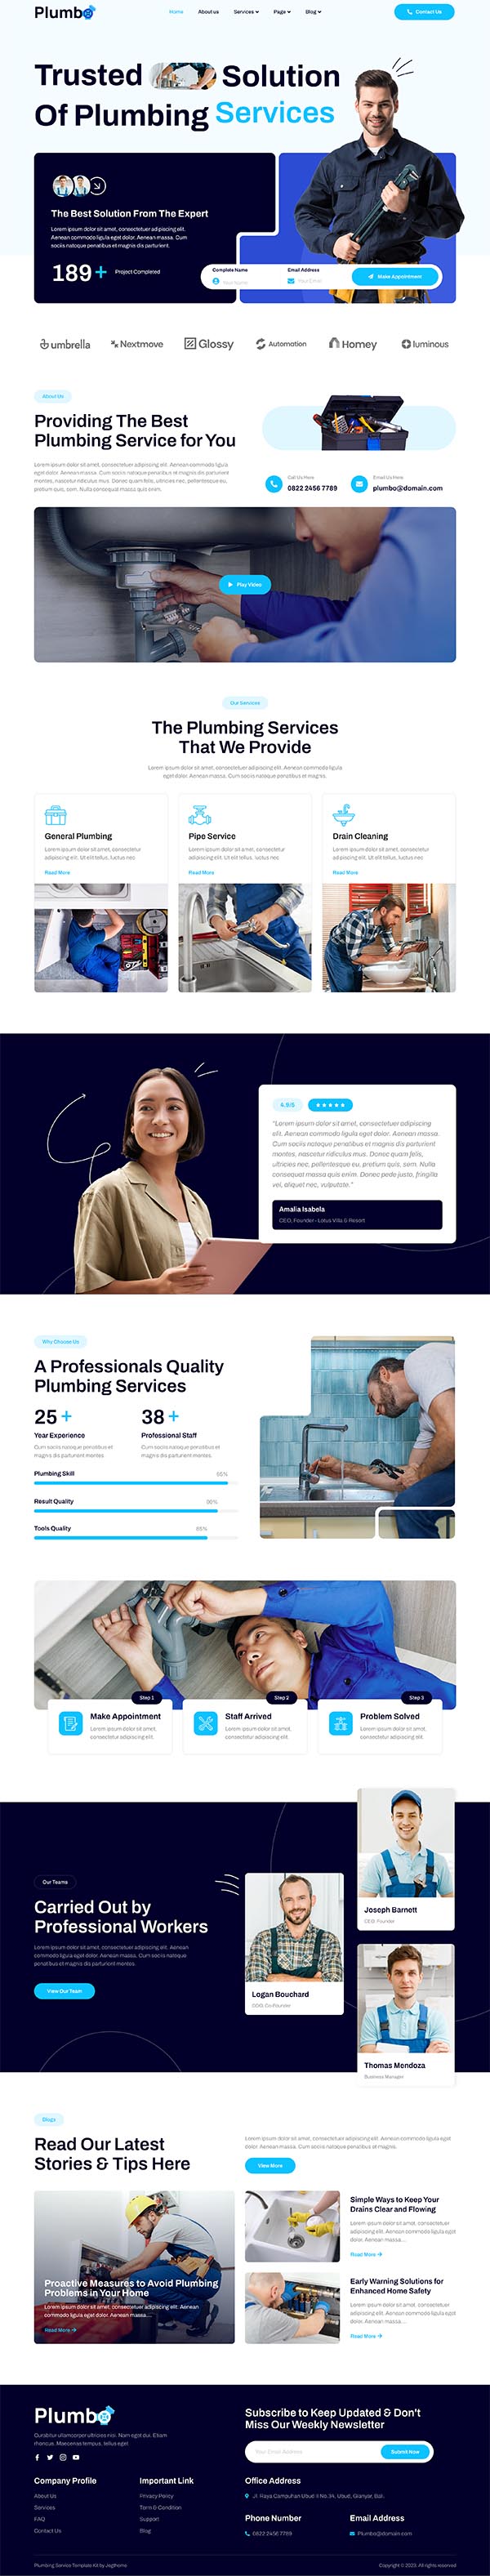 Plumbo
Home
About us
Services
Page
Blog
Contact Us
Trusted Solution
Of Plumbing Services
The Best Solution From The Expert
Lorem ipsum dolor sit amet, consectetuer adipiscing elit.
Aenean commodo ligula eget dolor. Aenean massa. Cum
sociis natoque penatibus et magnis dis parturient.
189+
Project Completed
Complete Name
Your Name
Email Address
Your Email
Make Appointment
umbrella
Nextmove
Glossy
Automation
Homey
luminous
About Us
Providing The Best
Plumbing Service for You
Lorem ipsum dolor sit amet, consectetuer adipiscing elit. Aenean commodo ligula
eget dolor. Aenean massa. Cum sociis natoque penatibus et magnis dis parturient
montes, nascetur ridiculus mus. Donec quam felis, ultricies nec, pellentesque eu,
pretium quis, sem. Nulla consequat massa quis enim.
Call Us Here
0822 2456 7789
Email Us Here
plumbo@domain.com
Play Video
Our Services
The Plumbing Services
That We Provide
Lorem ipsum dolor sit amet, consectetuer adipiscing elit. Aenean commodo ligula
eget dolor. Aenean massa. Cum sociis natoque penatibus et magnis.
General Plumbing
Lorem ipsum dolor sit amet, consectetur
adipiscing elit. Ut elit tellus, luctus nec
Read More
Pipe Service
Lorem ipsum dolor sit amet, consectetur
adipiscing elit. Ut elit tellus, luctus nec
Read More
Drain Cleaning
Lorem ipsum dolor sit amet, consectetur
adipiscing elit. Ut elit tellus, luctus nec
Read More
4.9/5
"Lorem ipsum dolor sit amet, consectetuer adipiscing
elit. Aenean commodo ligula eget dolor. Aenean massa.
Cum sociis natoque penatibus et magnis dis parturient
montes, nascetur ridiculus mus. Donec quam felis,
ultricies nec, pellentesque eu, pretium quis, sem. Nulla
consequat massa quis enim. Donec pede justo, fringilla
vel, aliquet nec, vulputate."
Amalia Isabela
CEO, Founder - Lotus Villa & Resort
Why Choose Us
A Professionals Quality
Plumbing Services
25+
Year Experience
Cum sociis natoque penatibus et
magnis dis parturient montes.
38+
Professional Staff
Cum sociis natoque penatibus et
magnis dis parturient montes.
Plumbing Skill
Result Quality
90%
Tools Quality
85%
Step 1
Make Appointment
Lorem ipsum dolor sit amet,
consectetur adipiscing elit.
Step 2
Staff Arrived
Lorem ipsum dolor sit amet,
consectetur adipiscing elit.
Step 3
Problem Solved
Lorem ipsum dolor sit amet,
consectetur adipiscing elit.
Our Teams
Carried Out by
Professional Workers
Lorem ipsum dolor sit amet, consectetuer adipiscing elit. Aenean
commodo ligula eget dolor. Aenean massa. Cum sociis natoque
penatibus et magnis dis parturient montes.
View Our Team
Logan Bouchard
COO, Co-Founder
Joseph Barnett
CEO, Founder
Thomas Mendoza
Business Manager
Blogs
Read Our Latest
Stories & Tips Here
Lorem ipsum dolor sit amet, consectetuer adipiscing elit. Aenean commodo ligula eget
dolor. Aenean massa. Cum sociis natoque penatibus et magnis.
View More
Proactive Measures to Avoid Plumbing
Problems in Your Home
Lorem ipsum dolor sit amet, consectetuer adipiscing elit. Aenean
commodo ligula eget dolor. Aenean massa....
Read More
Simple Ways to Keep Your
Drains Clear and Flowing
Lorem ipsum dolor sit amet, consectetuer
adipiscing elit. Aenean commodo ligula eget
dolor. Aenean massa....
Read More
Early Warning Solutions for
Enhanced Home Safety
Lorem ipsum dolor sit amet, consectetuer
adipiscing elit. Aenean commodo ligula eget
dolor. Aenean massa....
Read More
Plumbo
Curabitur ullamcorper ultricies nisi. Nam eget dui. Etiam
rhoncus. Maecenas tempus, tellus eget
Subscribe to Keep Updated & Don't
Miss Our Weekly Newsletter
Your Email Address
Submit Now
Company Profile
About Us
Services
FAQ
Contact Us
Important Link
Privacy Policy
Term & Condition
Support
Blog
Office Address
Jl. Raya Campuhan Ubud II No.34, Ubud, Gianyar, Bali.
Phone Number
0822 2456 7789
Email Address
Plumbo@domain.com
Plumbing Service Template Kit by Jegtheme
Copyright © 2023. All rights reserved